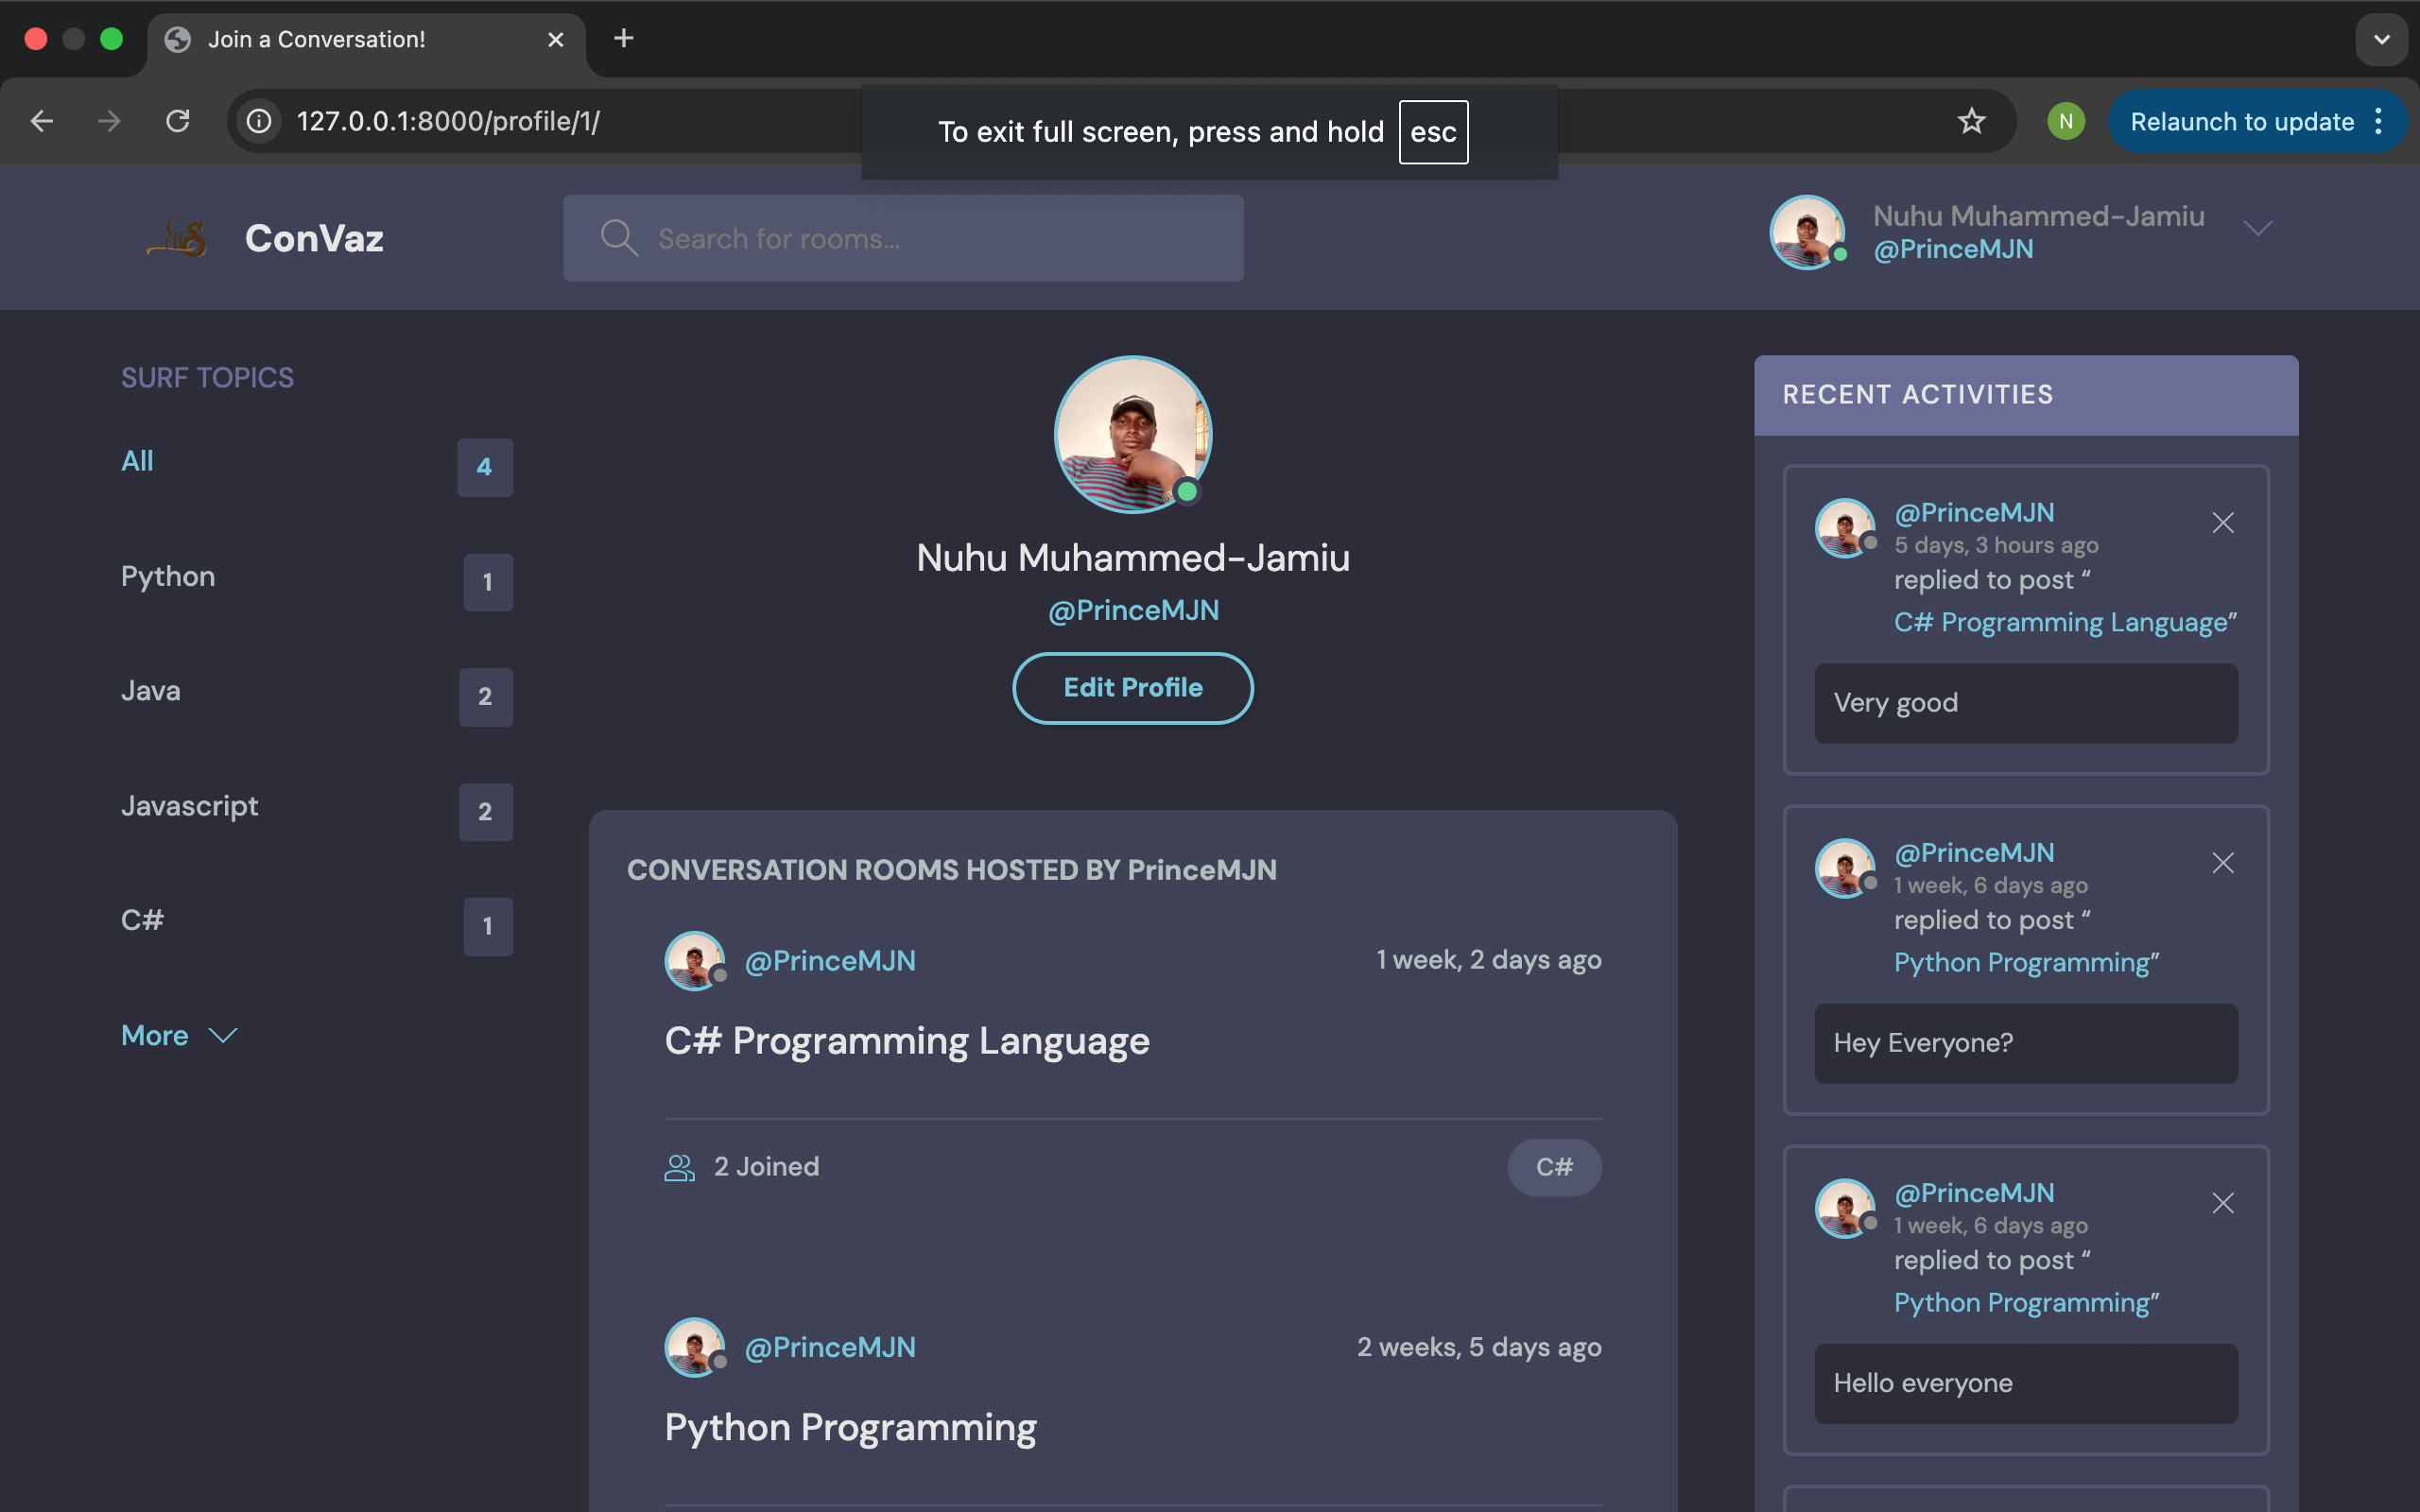 Join a Conversation!
127.0.0.1:8000/profile/1/
To exit full screen, press and hold esc
N
Relaunch to update
ConVaz
Search for rooms...
Nuhu Muhammed-Jamiu
@PrinceMJN
SURF TOPICS
All 4
Python 1
Java 2
Javascript 2
C# 1
More
Nuhu Muhammed-Jamiu
@PrinceMJN
Edit Profile
CONVERSATION ROOMS HOSTED BY PrinceMJN
@PrinceMJN 1 week, 2 days ago
C# Programming Language
2 Joined C#
@PrinceMJN 2 weeks, 5 days ago
Python Programming
RECENT ACTIVITIES
@PrinceMJN
5 days, 3 hours ago
replied to post “
C# Programming Language”
Very good
@PrinceMJN
1 week, 6 days ago
replied to post “
Python Programming”
Hey Everyone?
@PrinceMJN
1 week, 6 days ago
replied to post “
Python Programming”
Hello everyone